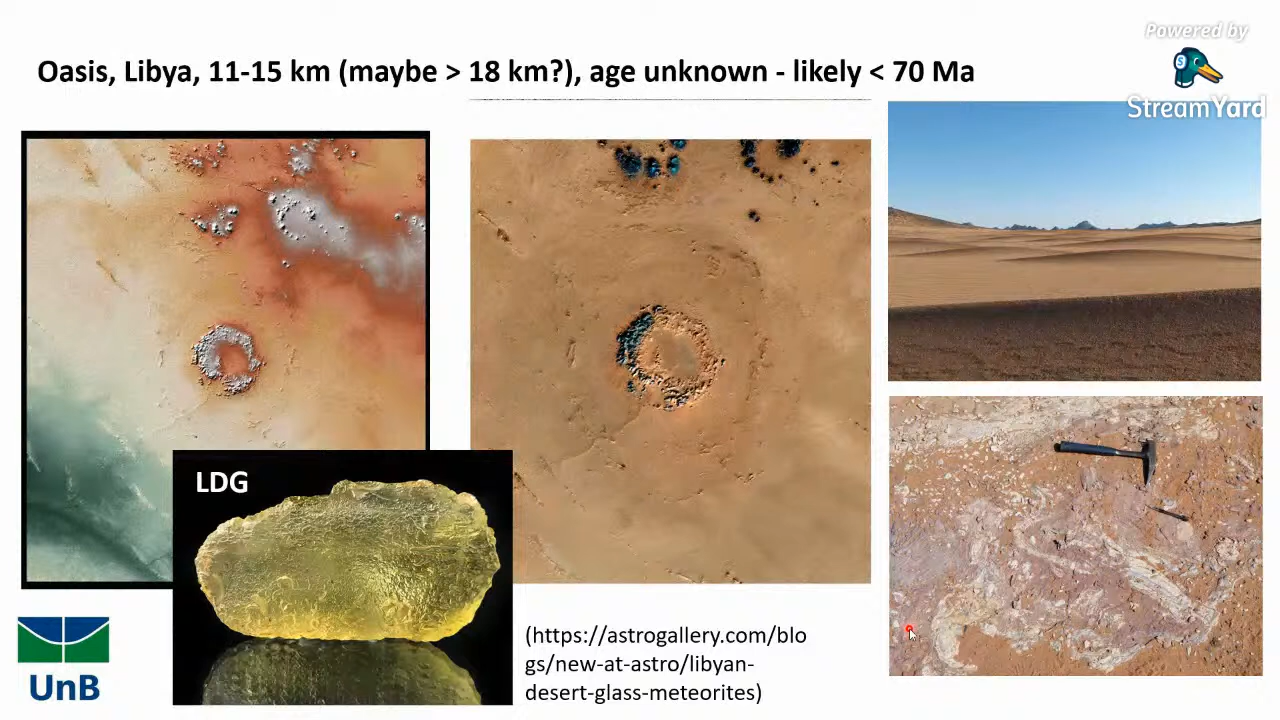 Powered by
StreamYard
Oasis, Libya, 11-15 km (maybe > 18 km?), age unknown - likely < 70 Ma
LDG
(https://astrogallery.com/blo
gs/new-at-astro/libyan-
desert-glass-meteorites)
UnB